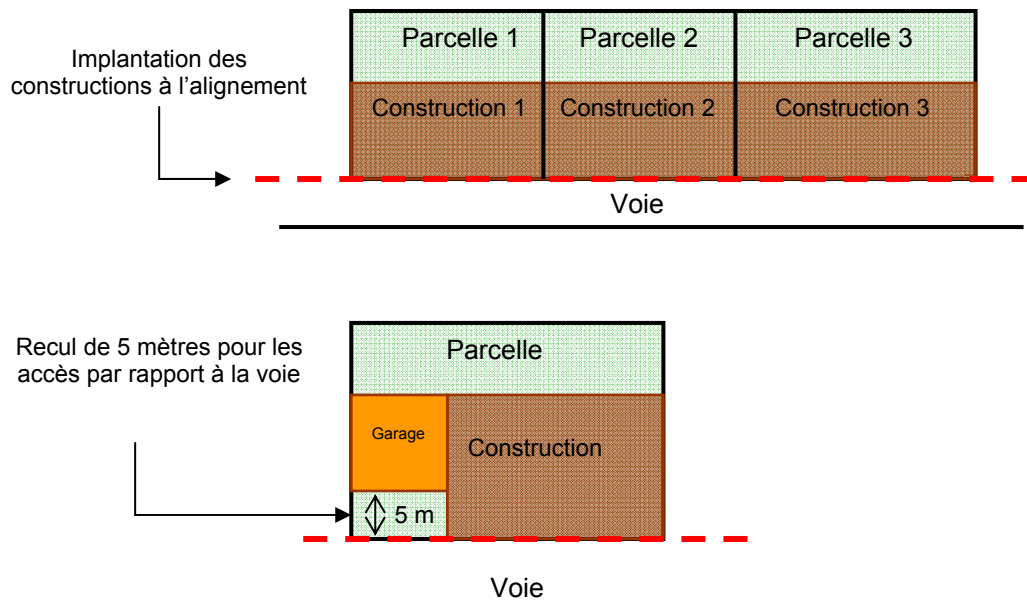 Implantation des
constructions à l'alignement
Parcelle 1
Parcelle 2
Parcelle 3
Construction 1
Construction 2
Construction 3
Voie
Recul de 5 mètres pour les
accès par rapport à la voie
Parcelle
Garage
Construction
5 m
Voie